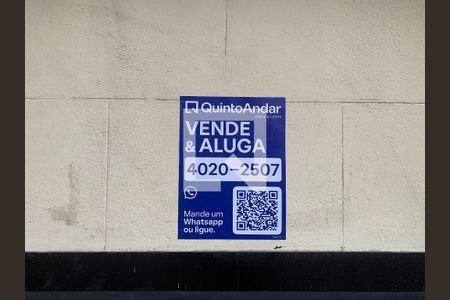 QuintoAndar
VENDE
& ALUGA
4020-2507
Mande um
Whatsapp
ou ligue.